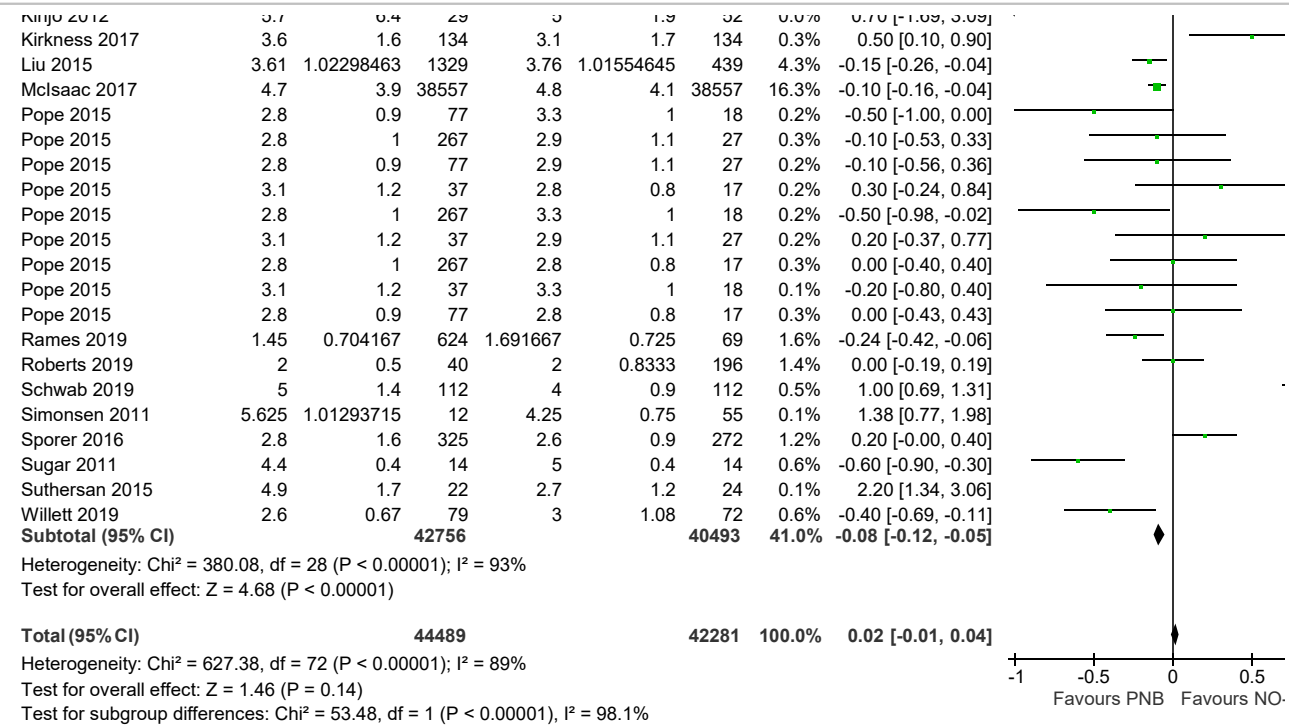 Kinjo 2012 5.7 6.4 29 5 1.9 52 0.0% 0.70 [-1.69, 3.09]
Kirkness 2017 3.6 1.6 134 3.1 1.7 134 0.3% 0.50 [0.10, 0.90]
Liu 2015 3.61 1.02298463 1329 3.76 1.01554645 439 4.3% -0.15 [-0.26, -0.04]
McIsaac 2017 4.7 3.9 38557 4.8 4.1 38557 16.3% -0.10 [-0.16, -0.04]
Pope 2015 2.8 0.9 77 3.3 1 18 0.2% -0.50 [-1.00, 0.00]
Pope 2015 2.8 1 267 2.9 1.1 27 0.2% -0.10 [-0.53, 0.33]
Pope 2015 2.8 0.9 77 2.9 1.1 27 0.2% -0.10 [-0.56, 0.36]
Pope 2015 3.1 1.2 37 2.8 0.8 17 0.2% 0.30 [-0.24, 0.84]
Pope 2015 2.8 1 267 3.3 1 18 0.2% -0.50 [-0.98, -0.02]
Pope 2015 3.1 1.2 37 2.9 1.1 27 0.2% 0.20 [-0.37, 0.77]
Pope 2015 2.8 1 267 2.8 0.8 17 0.3% 0.00 [-0.40, 0.40]
Pope 2015 3.1 1.2 37 3.3 1 18 0.1% -0.20 [-0.80, 0.40]
Pope 2015 2.8 0.9 77 2.8 0.8 17 0.3% 0.00 [-0.43, 0.43]
Rames 2019 1.45 0.704167 624 1.691667 0.725 69 1.6% -0.24 [-0.42, -0.06]
Roberts 2019 2 0.5 40 2 0.8333 196 1.4% 0.00 [-0.19, 0.19]
Schwab 2019 5 1.4 112 4 0.9 112 0.5% 1.00 [0.69, 1.31]
Simonsen 2011 5.625 1.01293715 12 4.25 0.75 55 0.1% 1.38 [0.77, 1.98]
Sporer 2016 2.8 1.6 325 2.6 0.9 272 1.2% 0.20 [-0.00, 0.40]
Sugar 2011 4.4 0.4 14 5 0.4 14 0.6% -0.60 [-0.90, -0.30]
Suthersan 2015 4.9 1.7 22 2.7 1.2 24 0.1% 2.20 [1.34, 3.06]
Willett 2019 2.6 0.67 79 3 1.08 72 0.6% -0.40 [-0.69, -0.11]
Subtotal (95% CI) 42756 40493 41.0% -0.08 [-0.12, -0.05]
Heterogeneity: Chi² = 380.08, df = 28 (P < 0.00001); I² = 93%
Test for overall effect: Z = 4.68 (P < 0.00001)
Total (95% CI) 44489 42281 100.0% 0.02 [-0.01, 0.04]
Heterogeneity: Chi² = 627.38, df = 72 (P < 0.00001); I² = 89%
Test for overall effect: Z = 1.46 (P = 0.14)
Test for subgroup differences: Chi² = 53.48, df = 1 (P < 0.00001), I² = 98.1%
-1 -0.5 0 0.5
Favours PNB Favours NO-